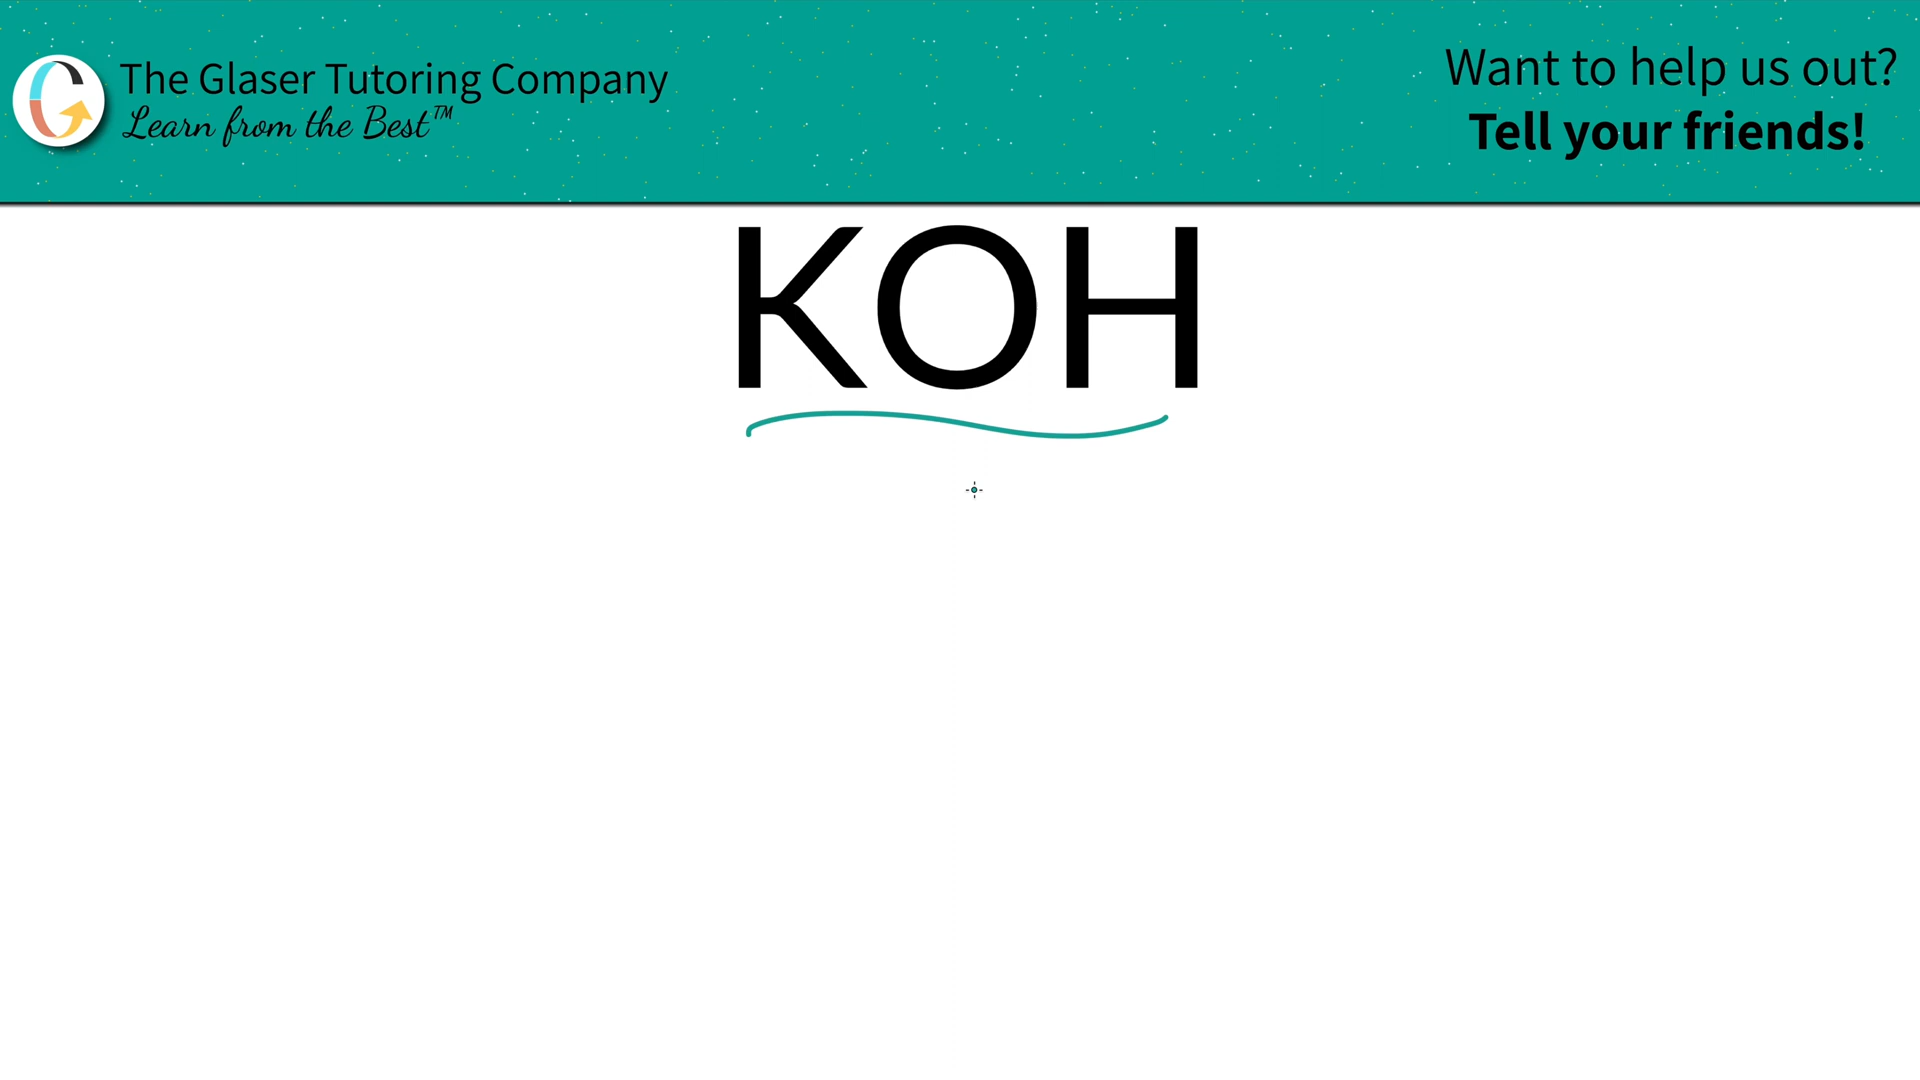 The Glaser Tutoring Company
Learn from the Best™
Want to help us out?
Tell your friends!
KOH